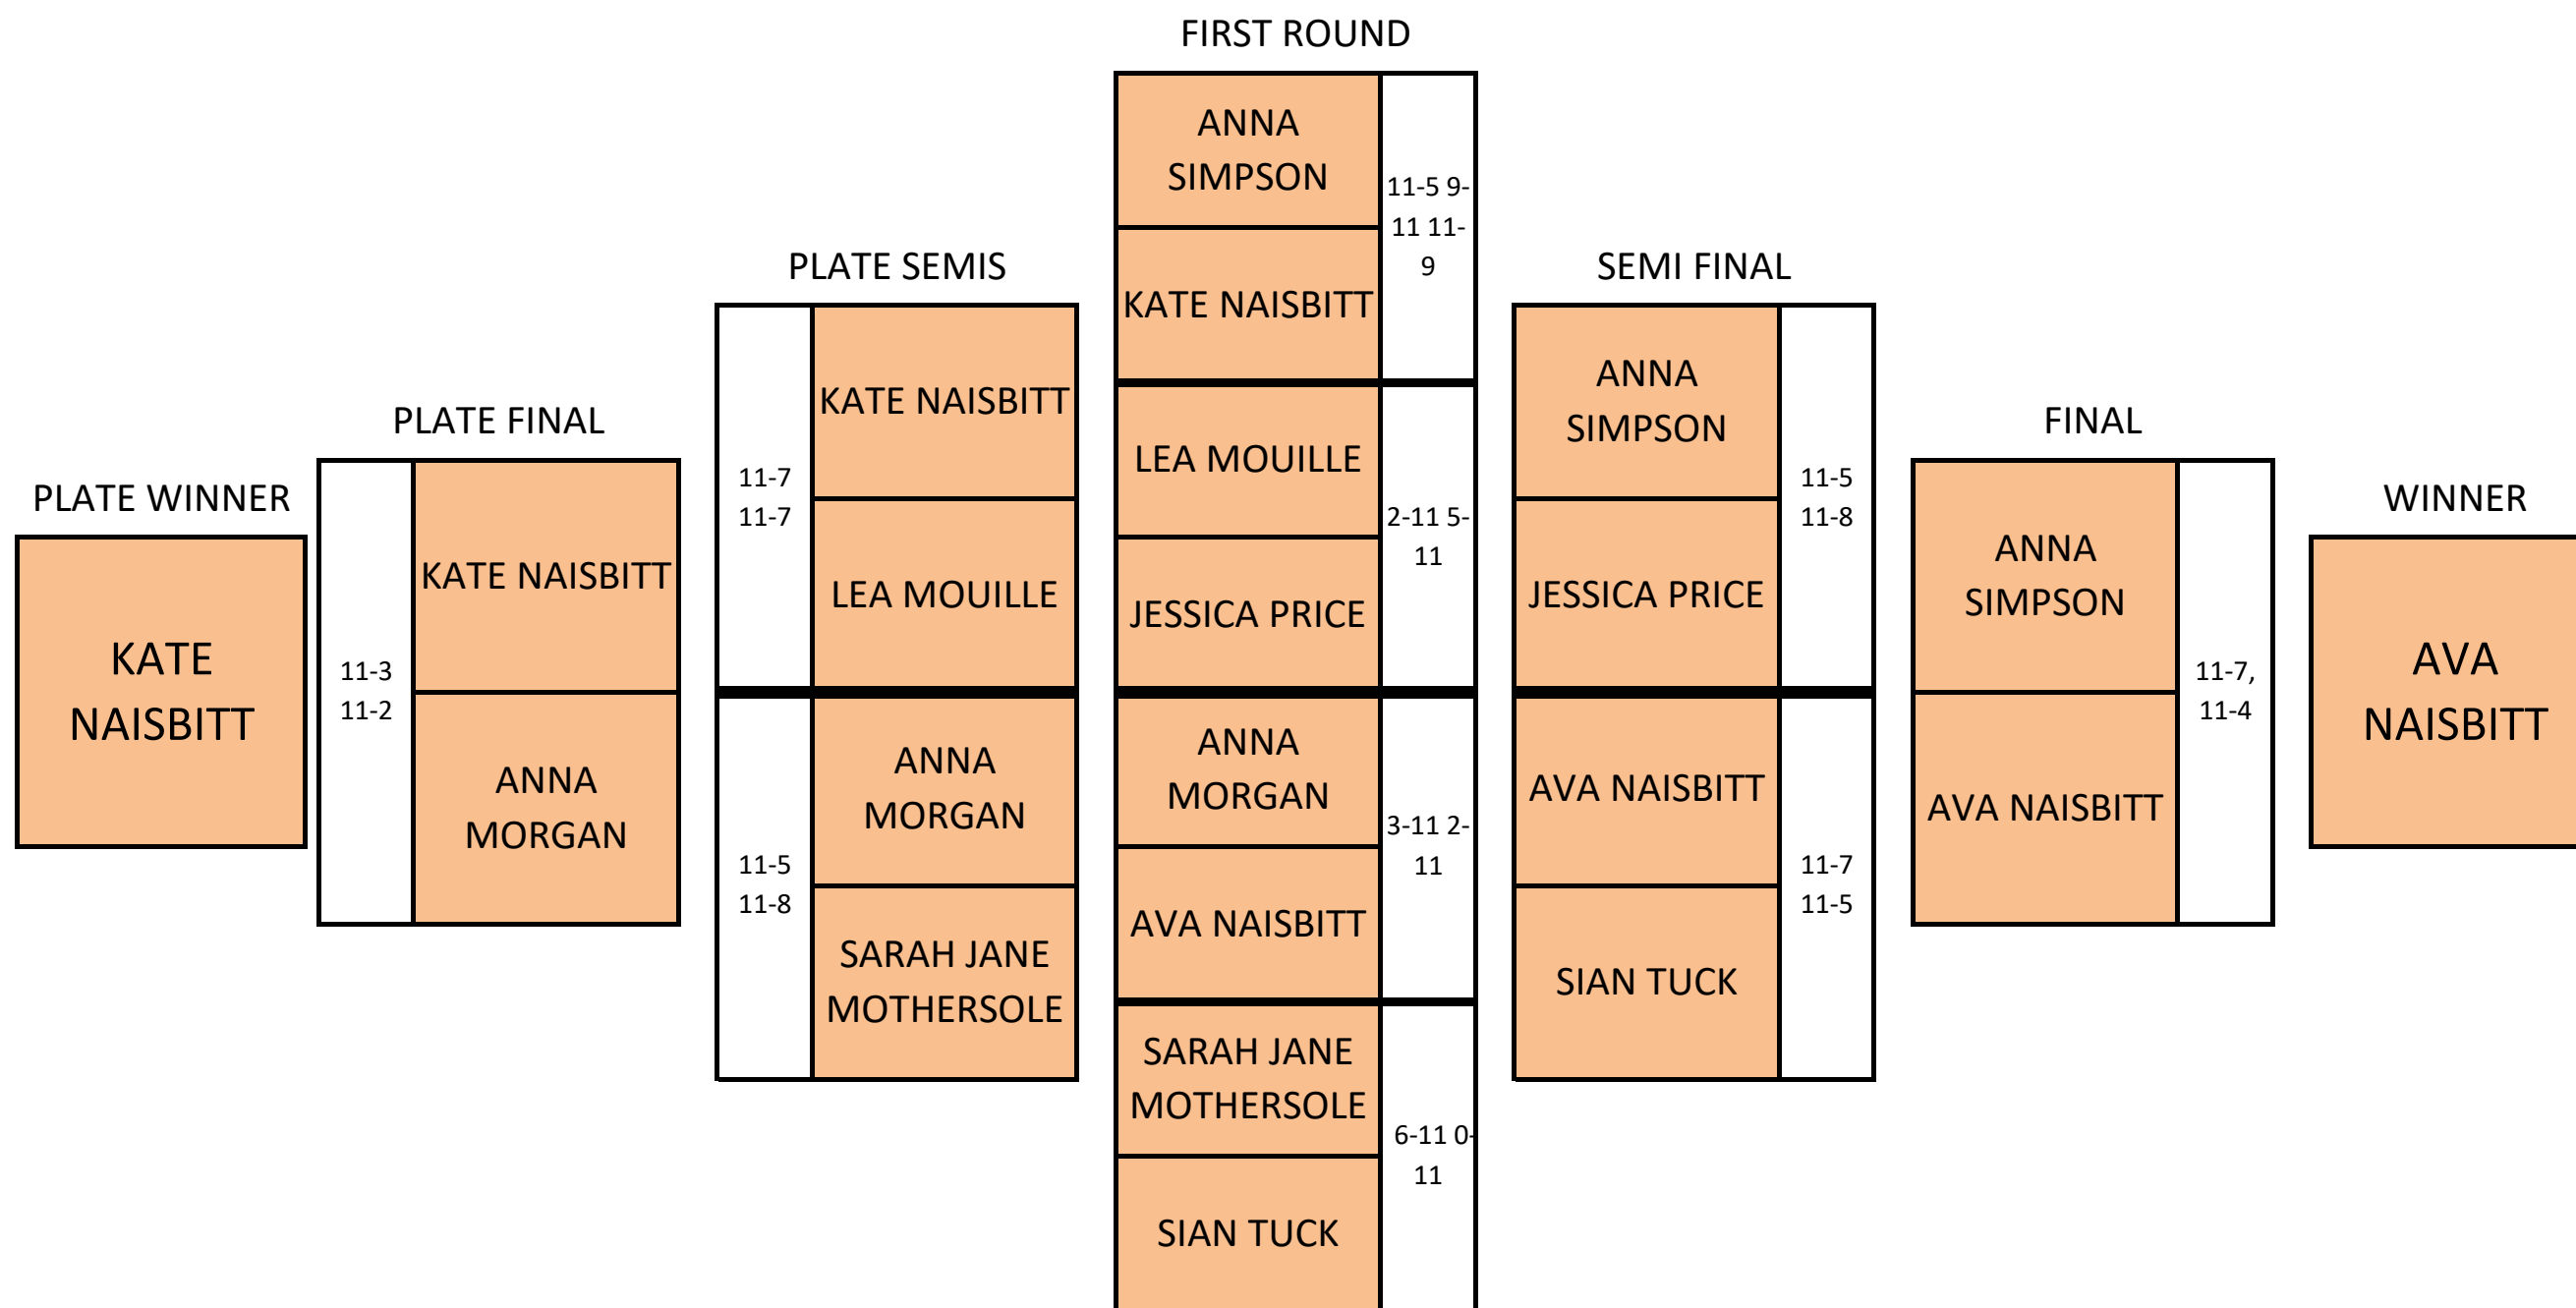 FIRST ROUND
ANNA
SIMPSON
11-5 9-
11 11-
9
KATE NAISBITT
LEA MOUILLE
2-11 5-
11
JESSICA PRICE
ANNA
MORGAN
3-11 2-
11
AVA NAISBITT
SARAH JANE
MOTHERSOLE
6-11 0-
11
SIAN TUCK
PLATE SEMIS
11-7
11-7
KATE NAISBITT
LEA MOUILLE
11-5
11-8
ANNA
MORGAN
SARAH JANE
MOTHERSOLE
PLATE FINAL
11-3
11-2
KATE NAISBITT
ANNA
MORGAN
PLATE WINNER
KATE
NAISBITT
SEMI FINAL
ANNA
SIMPSON
11-5
11-8
JESSICA PRICE
AVA NAISBITT
11-7
11-5
SIAN TUCK
FINAL
ANNA
SIMPSON
11-7,
11-4
AVA NAISBITT
WINNER
AVA
NAISBITT